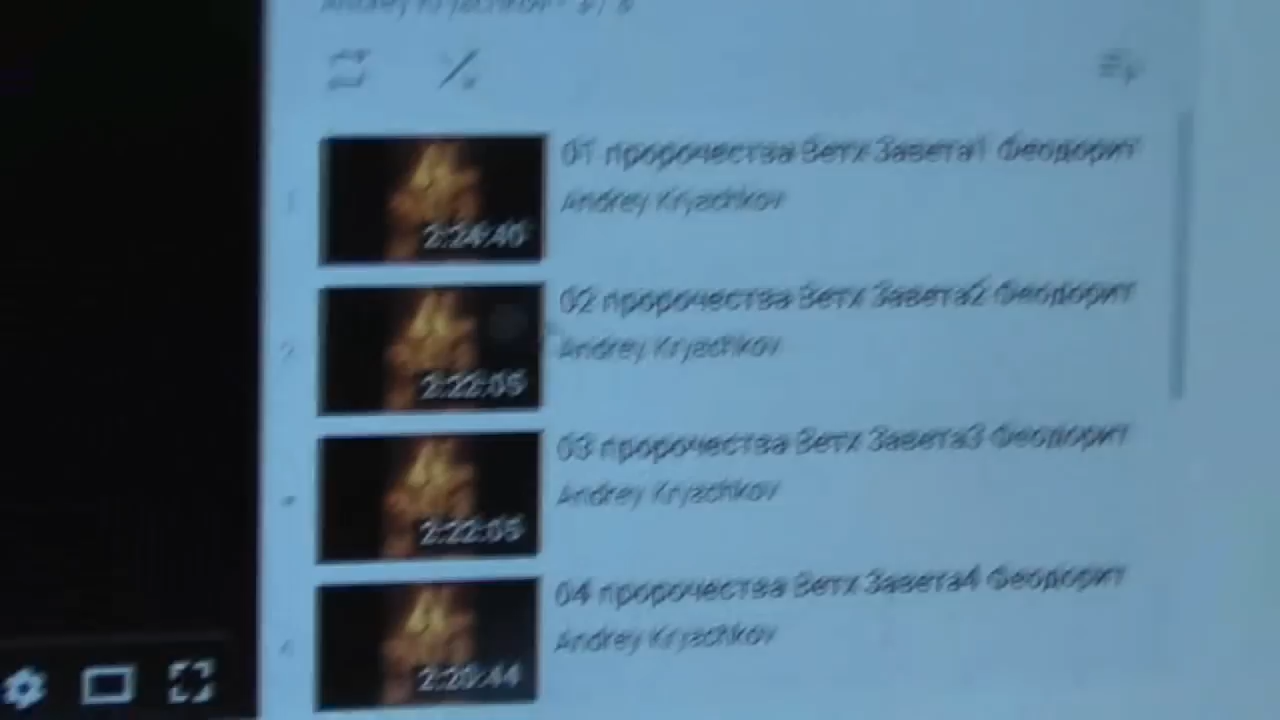 Andrey Kryachkov
01 пророчества Ветх Завета1 Феодорит
Andrey Kryachkov
2:24:40
02 пророчества Ветх Завета2 Феодорит
Andrey Kryachkov
2:22:05
03 пророчества Ветх Завета3 Феодорит
Andrey Kryachkov
2:22:05
04 пророчества Ветх Завета4 Феодорит
Andrey Kryachkov
2:20:44